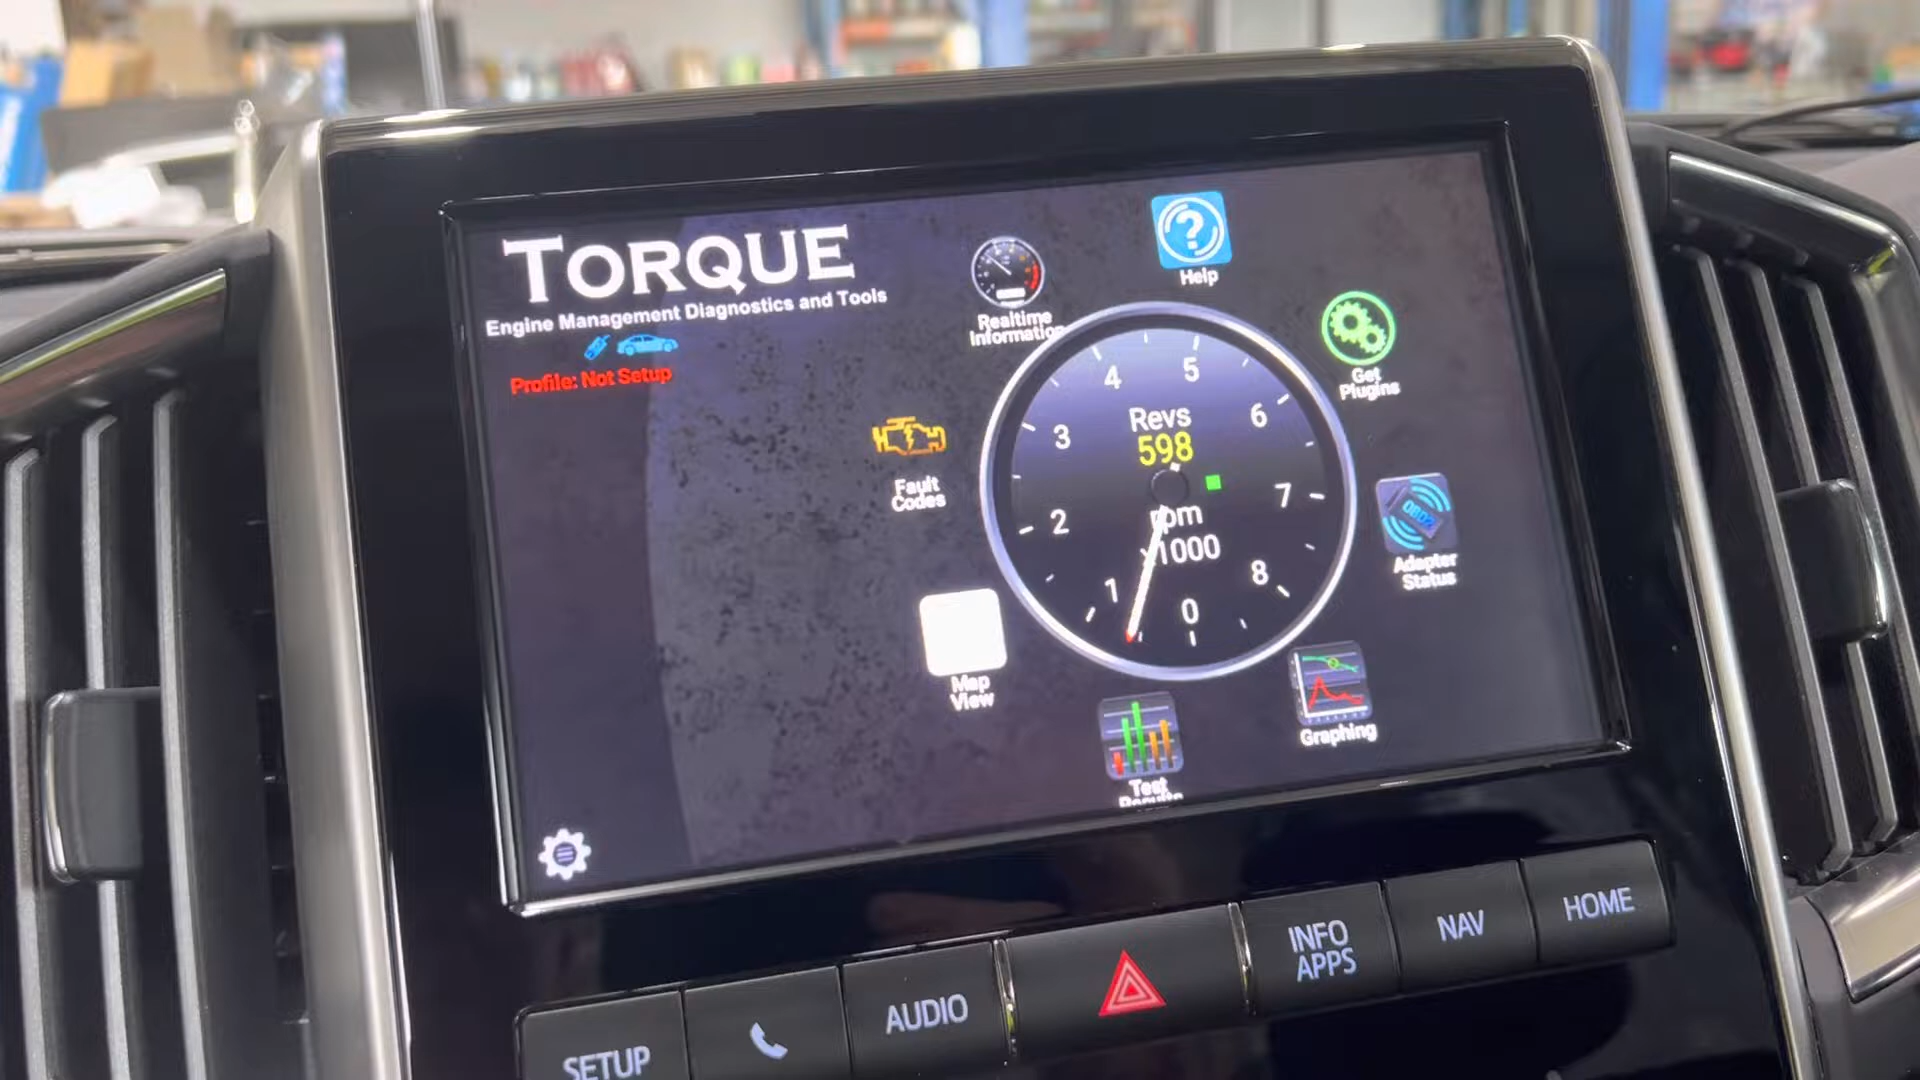 TORQUE
Engine Management Diagnostics and Tools
Profile: Not Setup
Realtime
Information
Help
Get
Plugins
Fault
Codes
Adapter
Status
OBD2
Map
View
Test
Results
Graphing
Revs
598
rpm
x1000
0
1
2
3
4
5
6
7
8
SETUP
AUDIO
INFO
APPS
NAV
HOME